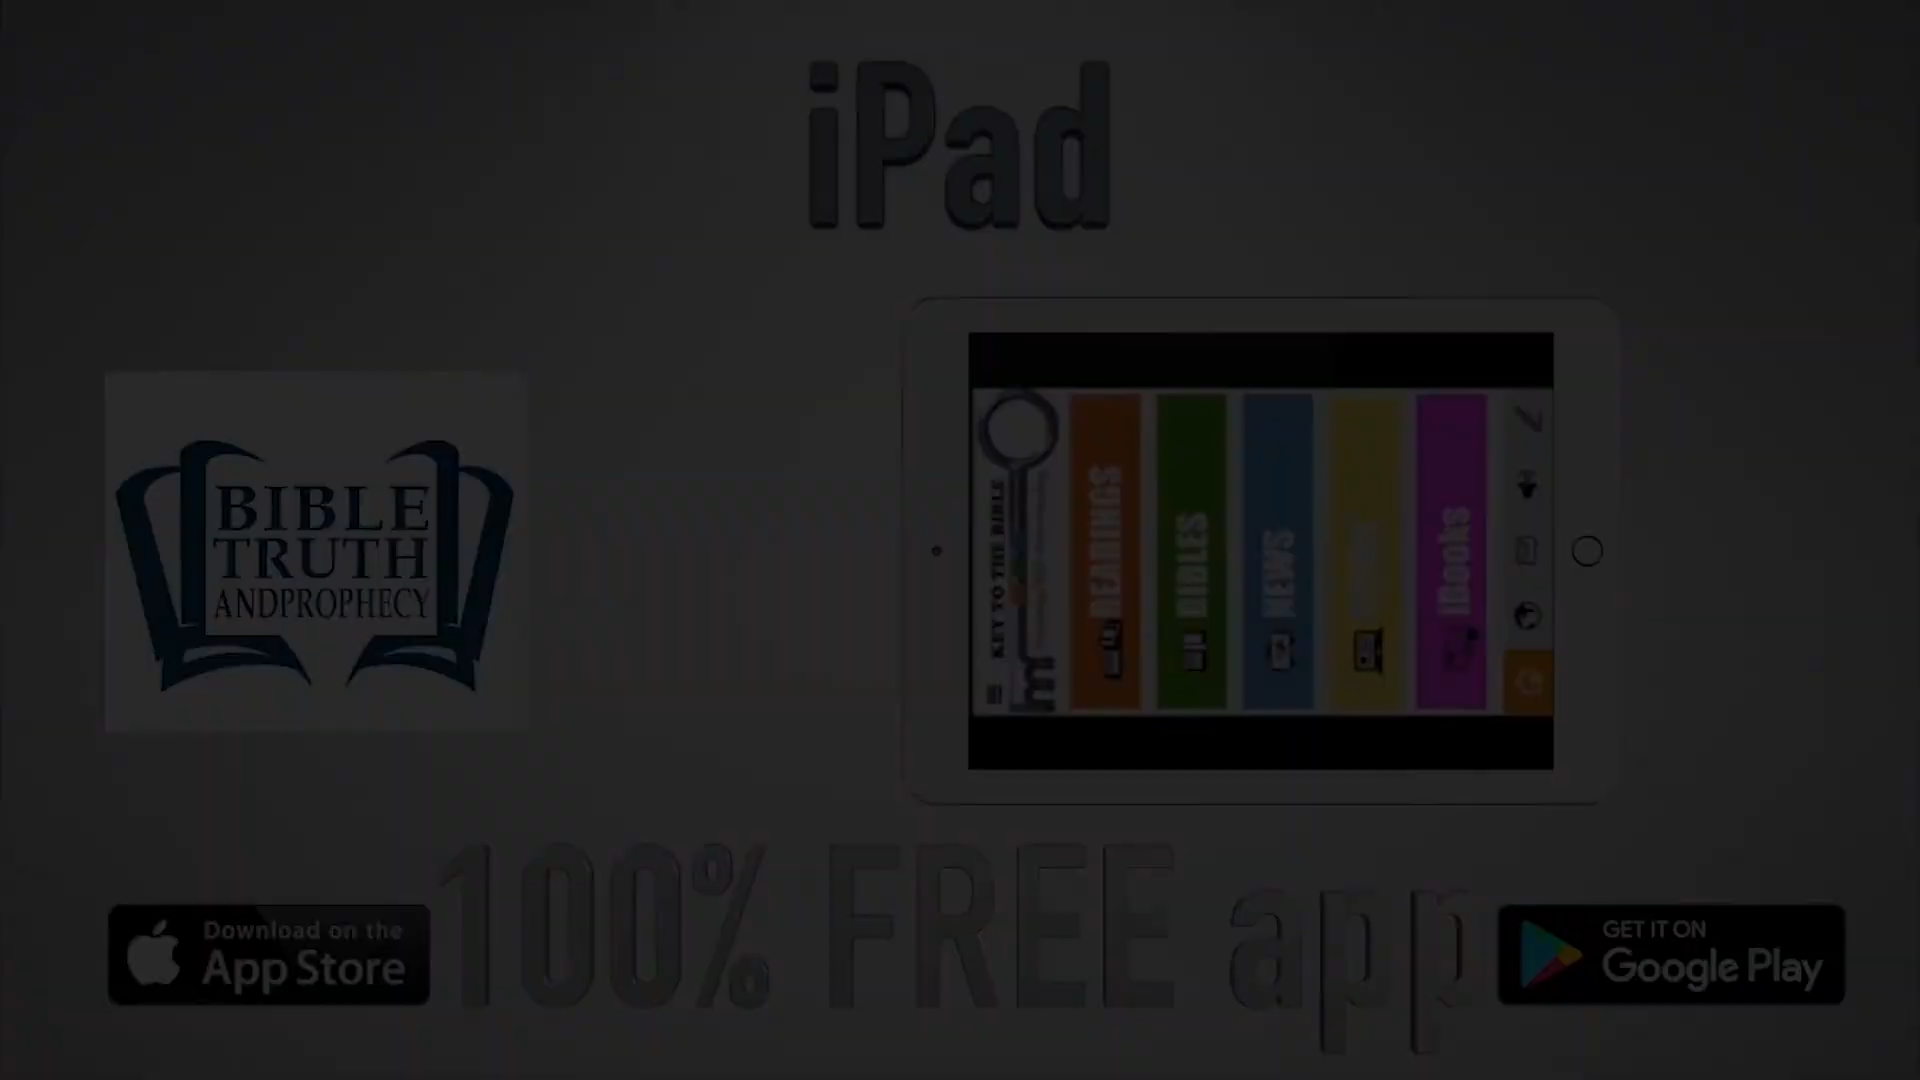 iPad
BIBLE
TRUTH
ANDPROPHECY
KEY TO THE BIBLE
READINGS
BIBLES
NEWS
iBooks
100% FREE app
Download on the
App Store
GET IT ON
Google Play